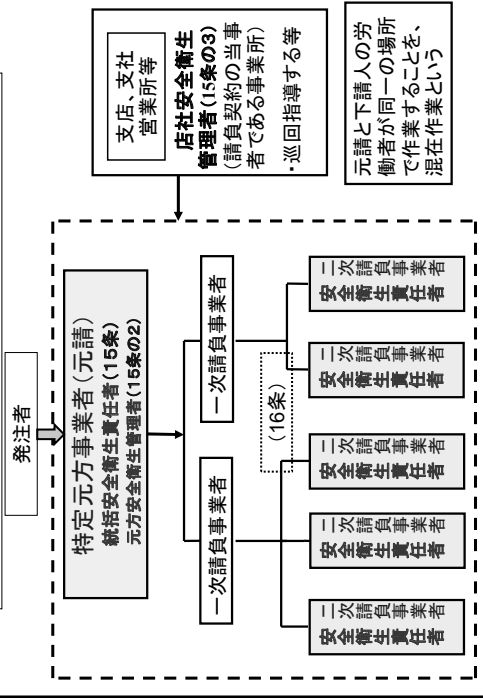 発注者
特定元方事業者(元請)
統括安全衛生責任者(15条)
元方安全衛生管理者(15条の2)
一次請負事業者
一次請負事業者
(16条)
二次請負事業者
安全衛生責任者
二次請負事業者
安全衛生責任者
二次請負事業者
安全衛生責任者
二次請負事業者
安全衛生責任者
二次請負事業者
安全衛生責任者
支店、支社
営業所等
店社安全衛生
管理者(15条の3)
(請負契約の当事
者である事業所)
・巡回指導する等
元請と下請人の労
働者が同一の場所
で作業することを、
混在作業という